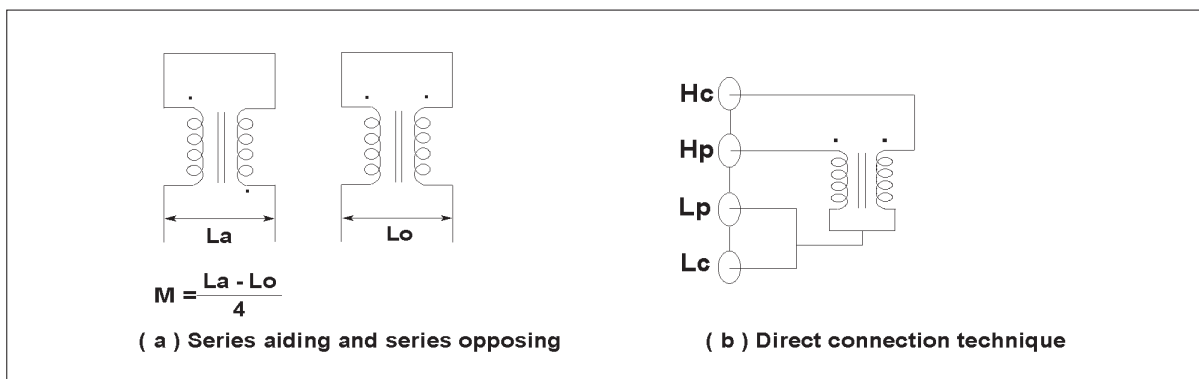 La
Lo
M = La - Lo
4
( a ) Series aiding and series opposing
Hc
Hp
Lp
Lc
( b ) Direct connection technique